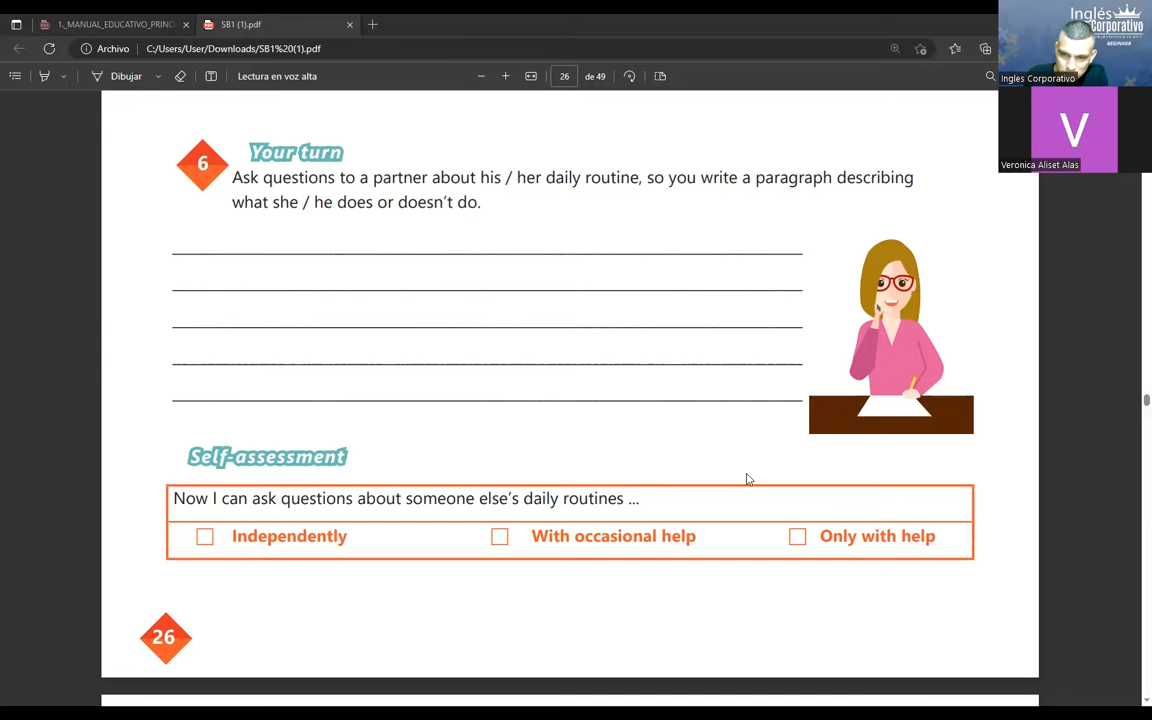 1._MANUAL_EDUCATIVO_PRINC
SB1 (1).pdf
Archivo
C:/Users/User/Downloads/SB1%20(1).pdf
Dibujar
Lectura en voz alta
26
de 49
Inglés
Corporativo
BEGINNER
Ingles Corporativo
V
Veronica Aliset Alas
6
Your turn
Ask questions to a partner about his / her daily routine, so you write a paragraph describing
what she / he does or doesn't do.
Self-assessment
Now I can ask questions about someone else's daily routines ...
Independently
With occasional help
Only with help
26